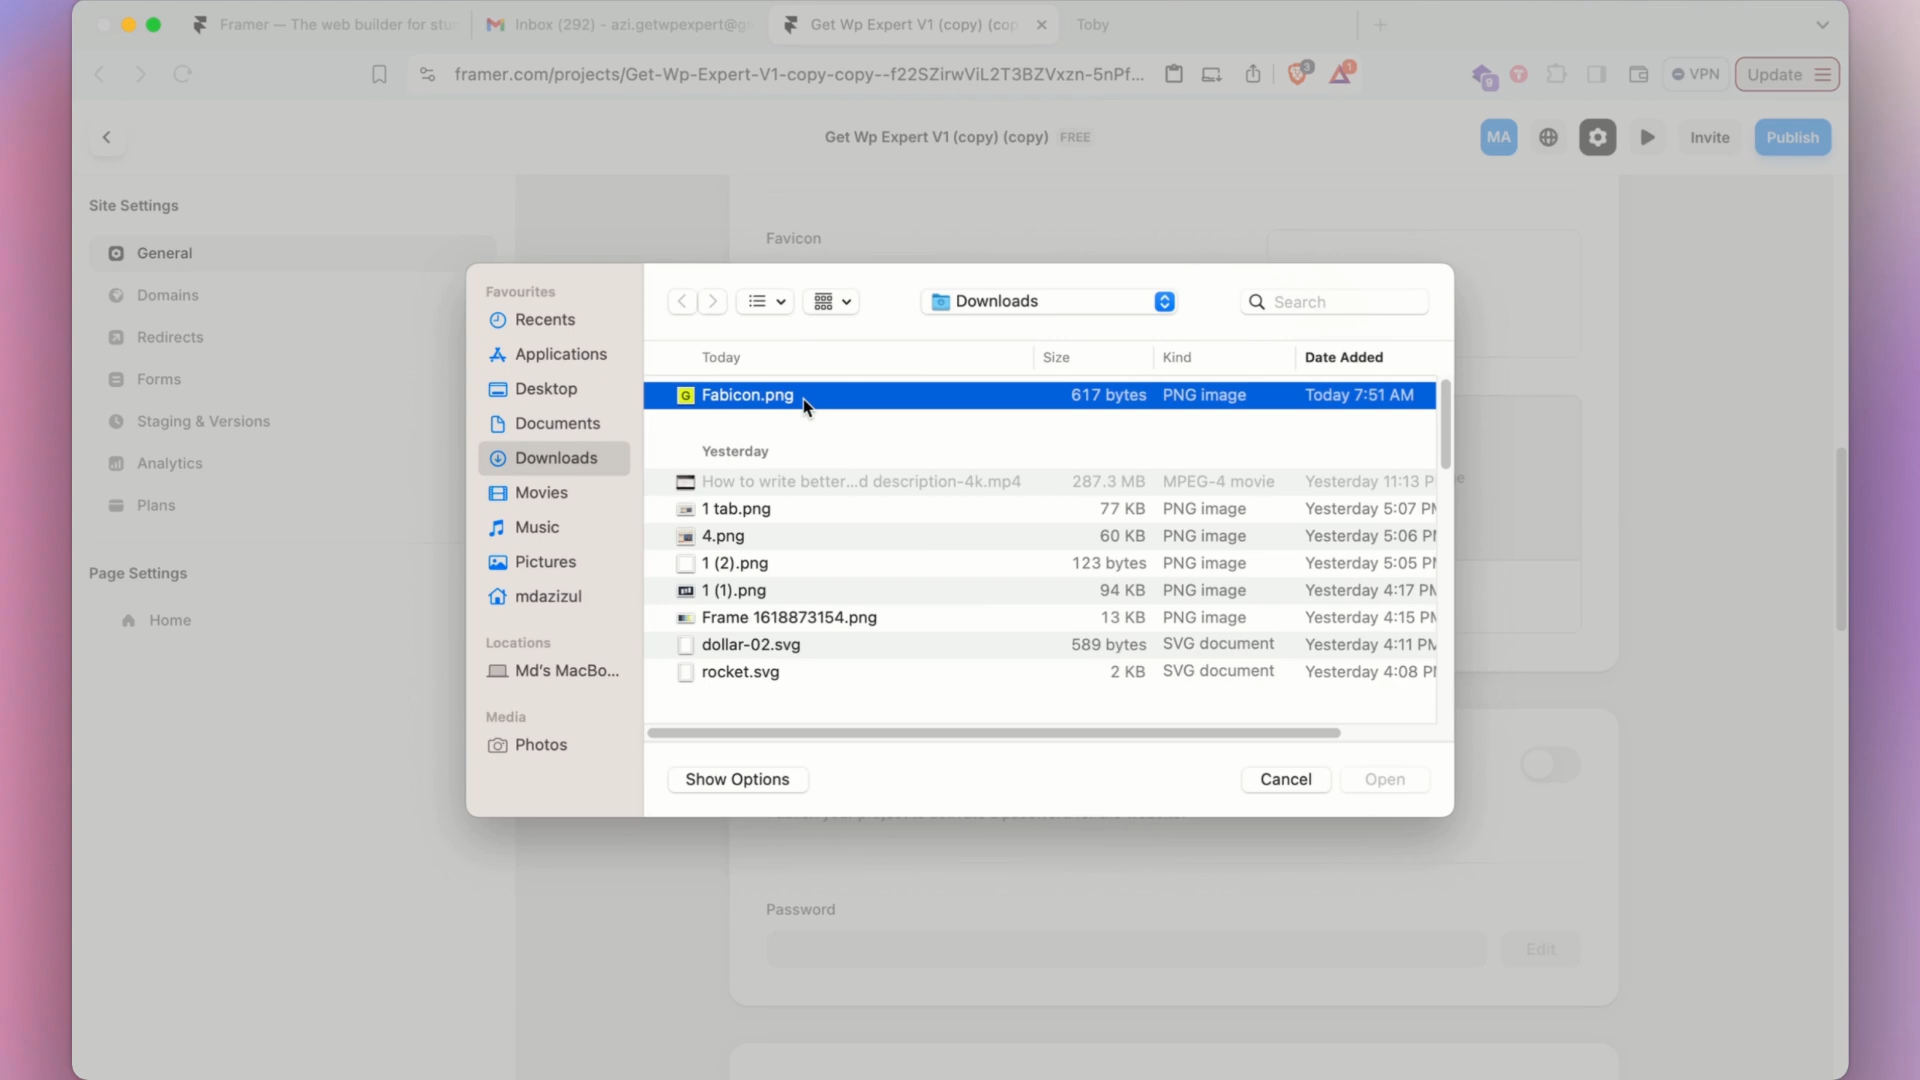 Framer — The web builder for stu
Inbox (292) - azi.getwpexpert@g
Get Wp Expert V1 (copy) (cop
Toby
framer.com/projects/Get-Wp-Expert-V1-copy-copy--f22SZirwViL2T3BZVxzn-5nPf...
3
1
9
VPN
Update
Get Wp Expert V1 (copy) (copy) FREE
MA
Invite
Publish
Site Settings
General
Domains
Redirects
Forms
Staging & Versions
Analytics
Plans
Page Settings
Home
Favicon
Favourites
Recents
Applications
Desktop
Documents
Downloads
Movies
Music
Pictures
mdazizul
Locations
Md's MacBo...
Media
Photos
Downloads
Search
Today Size Kind Date Added
G Fabicon.png 617 bytes PNG image Today 7:51 AM
Yesterday
How to write better...d description-4k.mp4 287.3 MB MPEG-4 movie Yesterday 11:13 P
1 tab.png 77 KB PNG image Yesterday 5:07 PM
4.png 60 KB PNG image Yesterday 5:06 PM
1 (2).png 123 bytes PNG image Yesterday 5:05 PM
1 (1).png 94 KB PNG image Yesterday 4:17 PM
Frame 1618873154.png 13 KB PNG image Yesterday 4:15 PM
dollar-02.svg 589 bytes SVG document Yesterday 4:11 PM
rocket.svg 2 KB SVG document Yesterday 4:08 PM
Show Options
Cancel
Open
Password
Edit